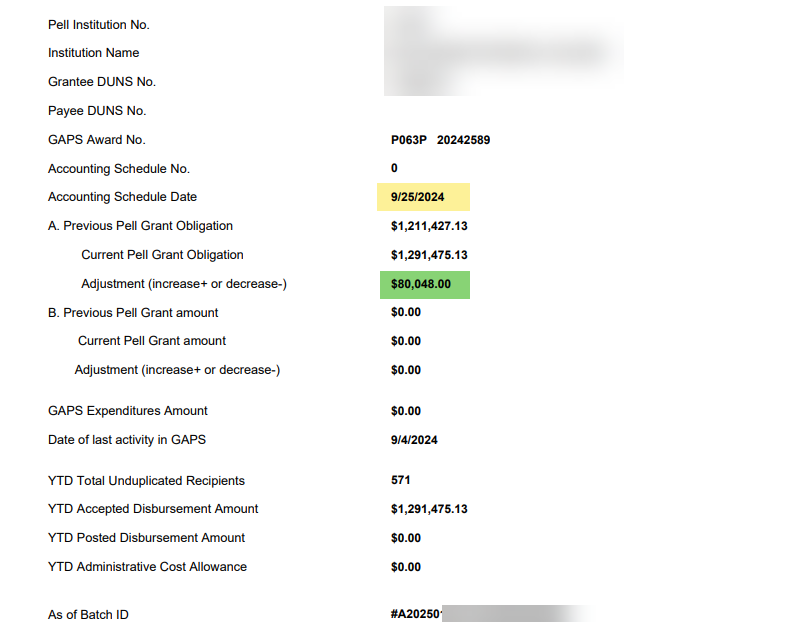 Pell Institution No.
Institution Name
Grantee DUNS No.
Payee DUNS No.
GAPS Award No. P063P 20242589
Accounting Schedule No. 0
Accounting Schedule Date 9/25/2024
A. Previous Pell Grant Obligation $1,211,427.13
Current Pell Grant Obligation $1,291,475.13
Adjustment (increase+ or decrease-) $80,048.00
B. Previous Pell Grant amount $0.00
Current Pell Grant amount $0.00
Adjustment (increase+ or decrease-) $0.00
GAPS Expenditures Amount $0.00
Date of last activity in GAPS 9/4/2024
YTD Total Unduplicated Recipients 571
YTD Accepted Disbursement Amount $1,291,475.13
YTD Posted Disbursement Amount $0.00
YTD Administrative Cost Allowance $0.00
As of Batch ID #A20250